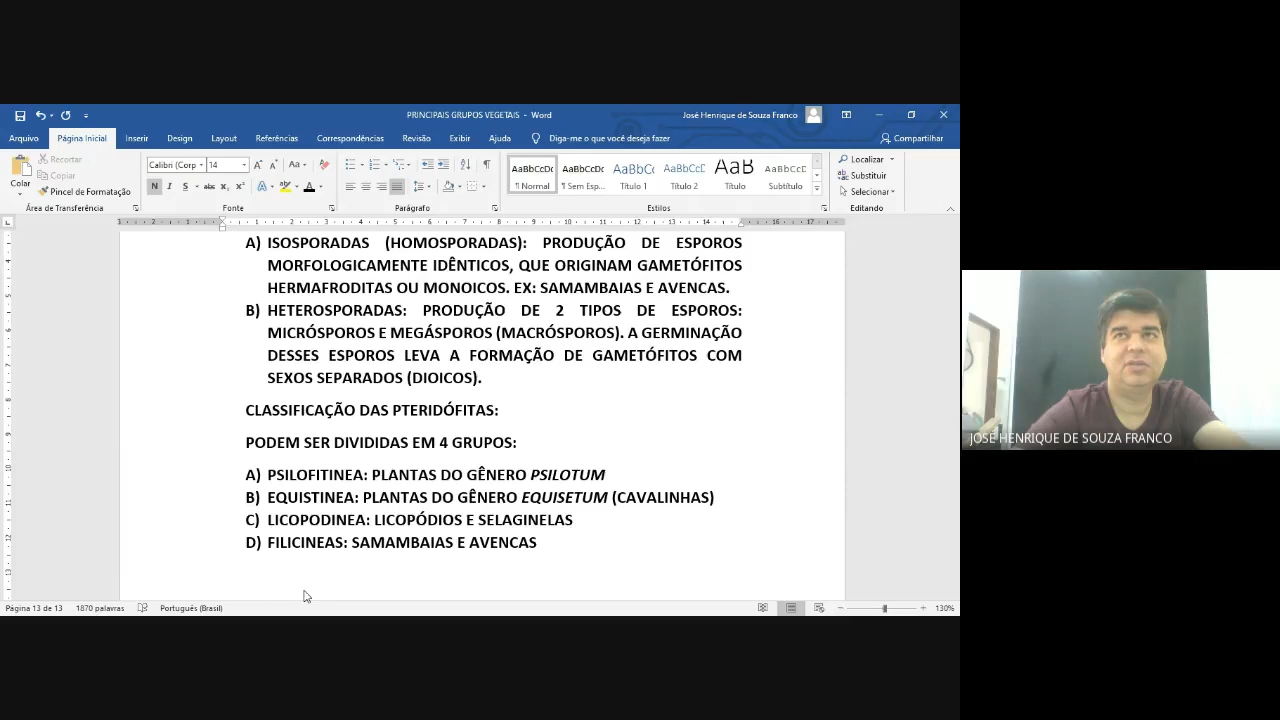 PRINCIPAIS GRUPOS VEGETAIS - Word
José Henrique de Souza Franco
Arquivo
Página Inicial
Inserir
Design
Layout
Referências
Correspondências
Revisão
Exibir
Ajuda
Diga-me o que você deseja fazer
Compartilhar
Colar
Recortar
Copiar
Pincel de Formatação
Área de Transferência
Calibri (Corp
14
Fonte
Parágrafo
AaBbCcDc
¶ Normal
AaBbCcDc
¶ Sem Esp...
AaBbCc
Título 1
AaBbCcD
Título 2
AaB
Título
AaBbCcD
Subtítulo
Estilos
Localizar
Substituir
Selecionar
Editando
A) ISOSPORADAS (HOMOSPORADAS): PRODUÇÃO DE ESPOROS
MORFOLOGICAMENTE IDÊNTICOS, QUE ORIGINAM GAMETÓFITOS
HERMAFRODITAS OU MONOICOS. EX: SAMAMBAIAS E AVENCAS.
B) HETEROSPORADAS: PRODUÇÃO DE 2 TIPOS DE ESPOROS:
MICRÓSPOROS E MEGÁSPOROS (MACRÓSPOROS). A GERMINAÇÃO
DESSES ESPOROS LEVA A FORMAÇÃO DE GAMETÓFITOS COM
SEXOS SEPARADOS (DIOICOS).
CLASSIFICAÇÃO DAS PTERIDÓFITAS:
PODEM SER DIVIDIDAS EM 4 GRUPOS:
A) PSILOFITINEA: PLANTAS DO GÊNERO PSILOTUM
B) EQUISTINEA: PLANTAS DO GÊNERO EQUISETUM (CAVALINHAS)
C) LICOPODINEA: LICOPÓDIOS E SELAGINELAS
D) FILICINEAS: SAMAMBAIAS E AVENCAS
Página 13 de 13
1870 palavras
Português (Brasil)
130%
JOSÉ HENRIQUE DE SOUZA FRANCO